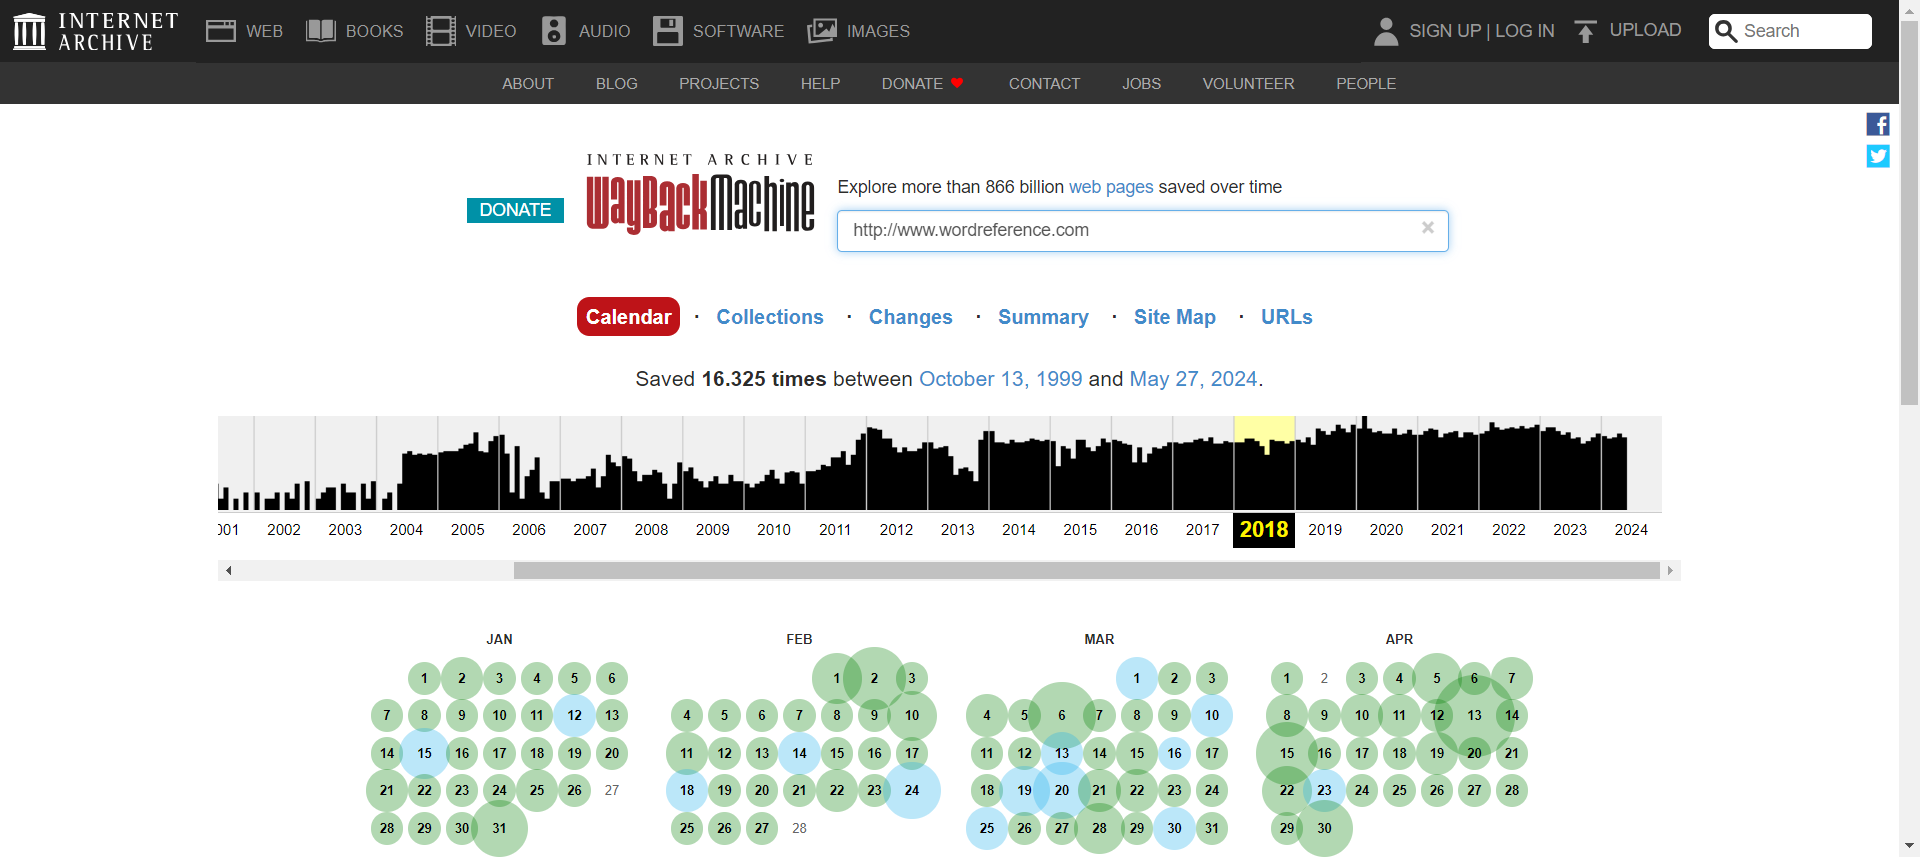 INTERNET ARCHIVE
WEB BOOKS VIDEO AUDIO SOFTWARE IMAGES SIGN UP | LOG IN UPLOAD Search
ABOUT BLOG PROJECTS HELP DONATE CONTACT JOBS VOLUNTEER PEOPLE
DONATE
INTERNET ARCHIVE
WayBackMachine
Explore more than 866 billion web pages saved over time
http://www.wordreference.com ×
Calendar · Collections · Changes · Summary · Site Map · URLs
Saved 16.325 times between October 13, 1999 and May 27, 2024.
001 2002 2003 2004 2005 2006 2007 2008 2009 2010 2011 2012 2013 2014 2015 2016 2017 2018 2019 2020 2021 2022 2023 2024
JAN
1 2 3 4 5 6
7 8 9 10 11 12 13
14 15 16 17 18 19 20
21 22 23 24 25 26 27
28 29 30 31
FEB
1 2 3
4 5 6 7 8 9 10
11 12 13 14 15 16 17
18 19 20 21 22 23 24
25 26 27 28
MAR
1 2 3
4 5 6 7 8 9 10
11 12 13 14 15 16 17
18 19 20 21 22 23 24
25 26 27 28 29 30 31
APR
1 2 3 4 5 6 7
8 9 10 11 12 13 14
15 16 17 18 19 20 21
22 23 24 25 26 27 28
29 30